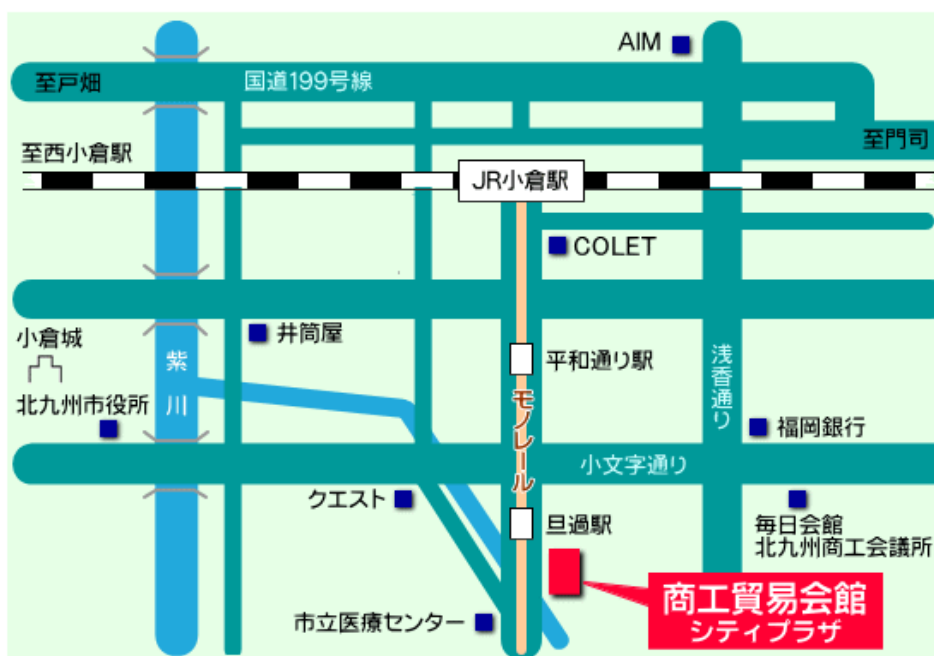 AIM
至戸畑
国道199号線
至門司
至西小倉駅
JR小倉駅
COLET
井筒屋
小倉城
紫川
平和通り駅
浅香通り
北九州市役所
モノレール
福岡銀行
小文字通り
クエスト
旦過駅
毎日会館
北九州商工会議所
商工貿易会館
シティプラザ
市立医療センター